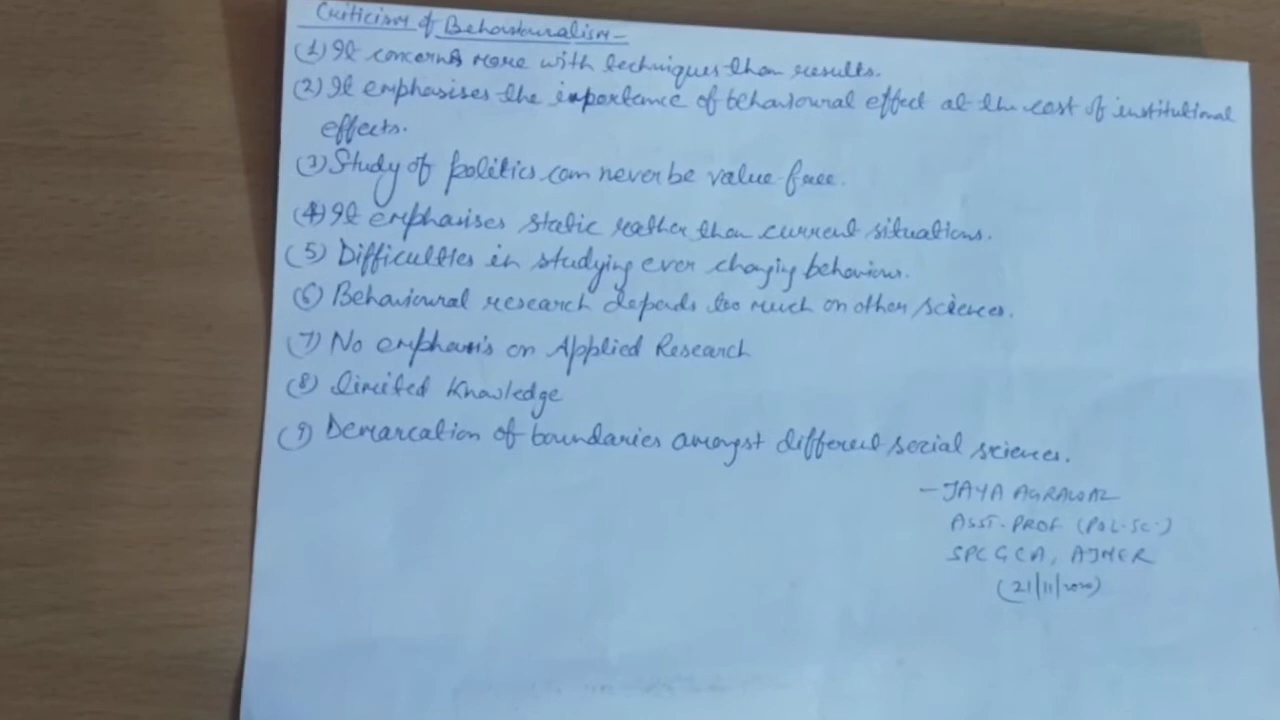 Criticism of Behaviouralism -
(1) It concerns more with techniques than results.
(2) It emphasises the importance of behavioural effect at the cost of institutional
effects.
(3) Study of politics can never be value-free.
(4) It emphasises static rather than current situations.
(5) Difficulties in studying ever changing behaviour.
(6) Behavioural research depends too much on other sciences.
(7) No emphasis on Applied Research
(8) limited Knowledge
(9) Demarcation of boundaries amongst different social sciences.
- JAYA AGRAWAL
ASST. PROF (POL. SC.)
SPCGCA, AJMER
(21/11/2020)